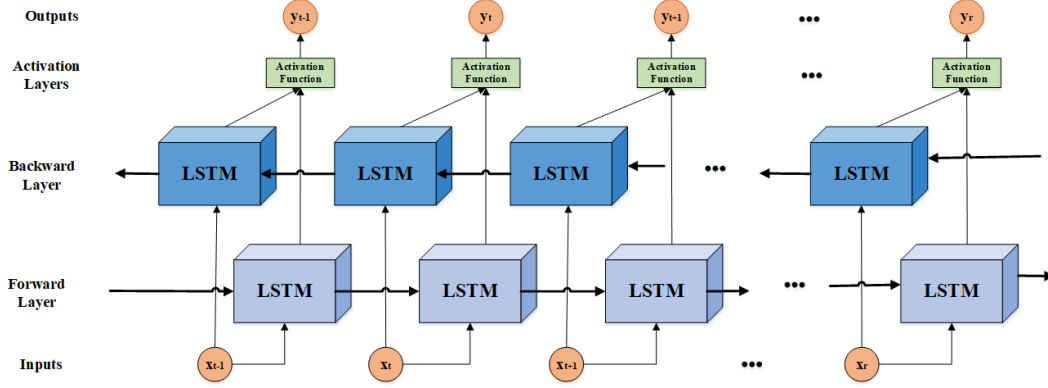 Outputs
yt-1 yt yt+1 ••• yr
Activation
Layers
Activation
Function
Activation
Function
Activation
Function
•••
Activation
Function
Backward
Layer
LSTM LSTM LSTM ••• LSTM
Forward
Layer
LSTM LSTM LSTM ••• LSTM
Inputs
xt-1 xt xt+1 ••• xr